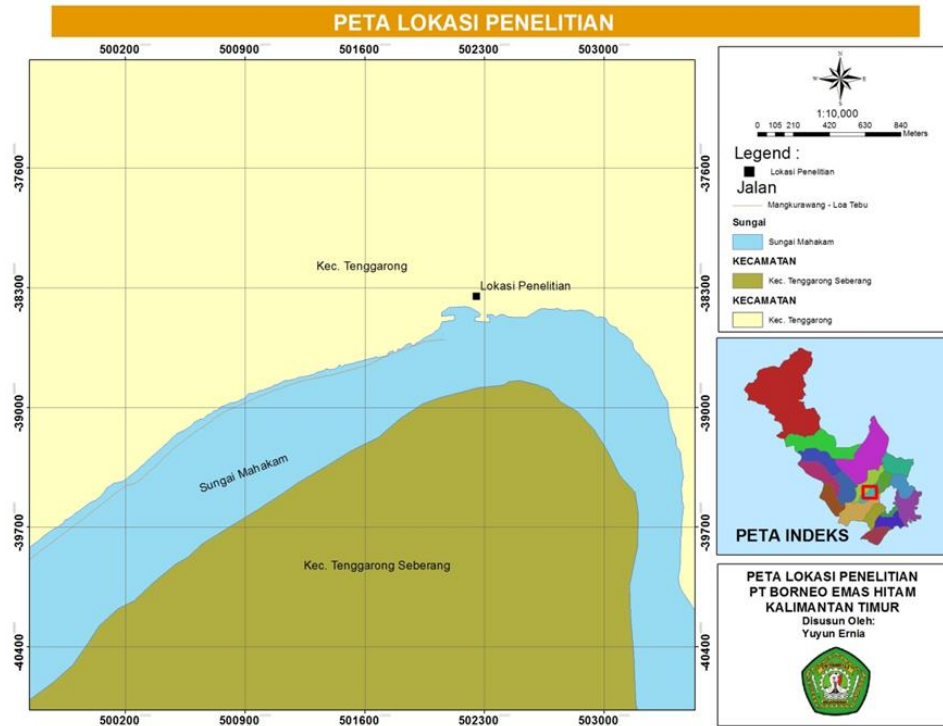 PETA LOKASI PENELITIAN
500200 500900 501600 502300 503000
-37600
-38300
-39000
-39700
-40400
Kec. Tenggarong
Lokasi Penelitian
Sungai Mahakam
Kec. Tenggarong Seberang
-37600
-38300
-39000
-39700
-40400
500200 500900 501600 502300 503000
N
W E
S
1:10,000
0 105 210 420 630 840
Meters
Legend :
Lokasi Penelitian
Jalan
Mangkurawang - Loa Tebu
Sungai
Sungai Mahakam
KECAMATAN
Kec. Tenggarong Seberang
KECAMATAN
Kec. Tenggarong
PETA INDEKS
PETA LOKASI PENELITIAN
PT BORNEO EMAS HITAM
KALIMANTAN TIMUR
Disusun Oleh:
Yuyun Ernia